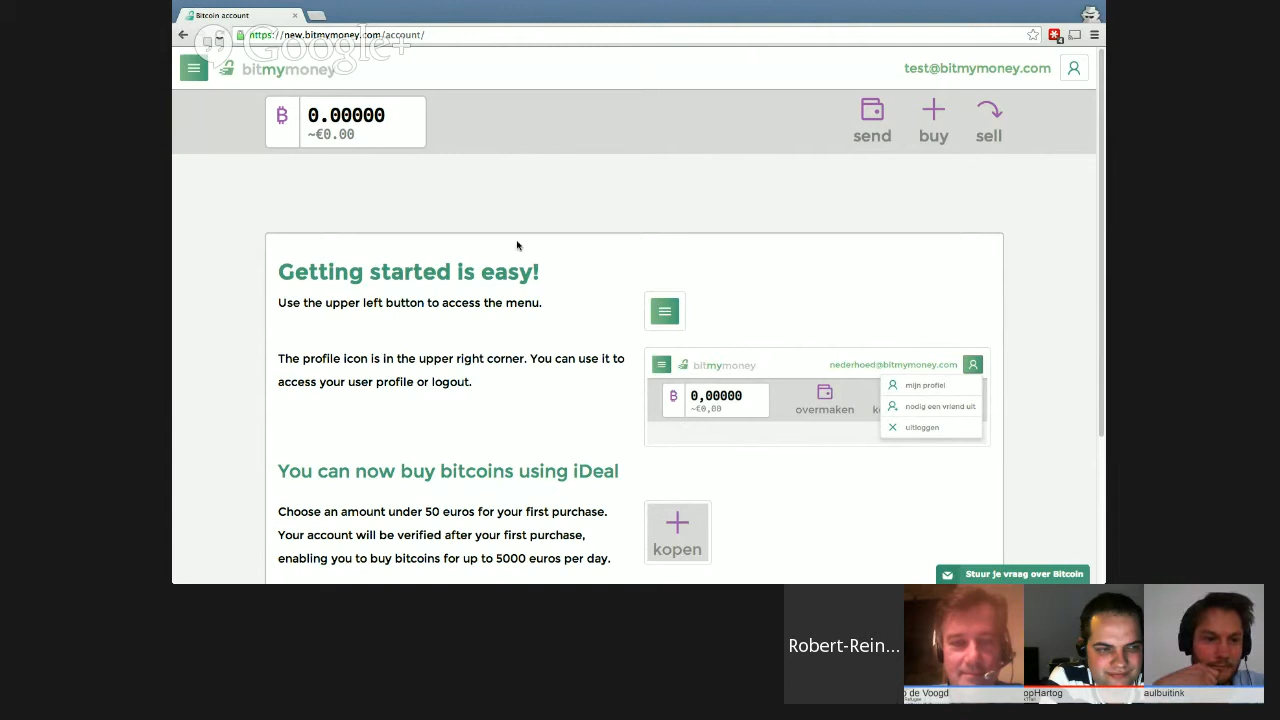 Bitcoin account
https://new.bitmymoney.com/account/
Google+
bitmymoney
test@bitmymoney.com
0.00000
~€0.00
send
buy
sell
Getting started is easy!
Use the upper left button to access the menu.
The profile icon is in the upper right corner. You can use it to
access your user profile or logout.
bitmymoney
nederhoed@bitmymoney.com
0,00000
~€0,00
overmaken
mijn profiel
nodig een vriend uit
uitloggen
You can now buy bitcoins using iDeal
Choose an amount under 50 euros for your first purchase.
Your account will be verified after your first purchase,
enabling you to buy bitcoins for up to 5000 euros per day.
kopen
Stuur je vraag over Bitcoin
Robert-Rein...
de Voogd
opHartog
aulbuitink